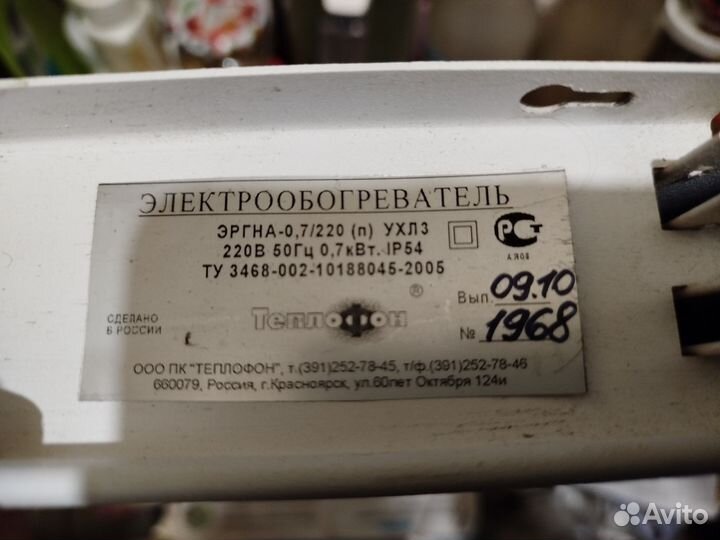 ЭЛЕКТРООБОГРЕВАТЕЛЬ
ЭРГНА-0,7/220 (п) УХЛ3
220В 50Гц 0,7кВт. IP54
ТУ 3468-002-10188045-2005
РСТ
АЯ08
СДЕЛАНО
В РОССИИ
Теплофон ®
Вып. 09.10
№ 1968
ООО ПК "ТЕПЛОФОН", т.(391)252-78-45, т/ф.(391)252-78-46
660079, Россия, г.Красноярск, ул.60лет Октября 124и
Avito